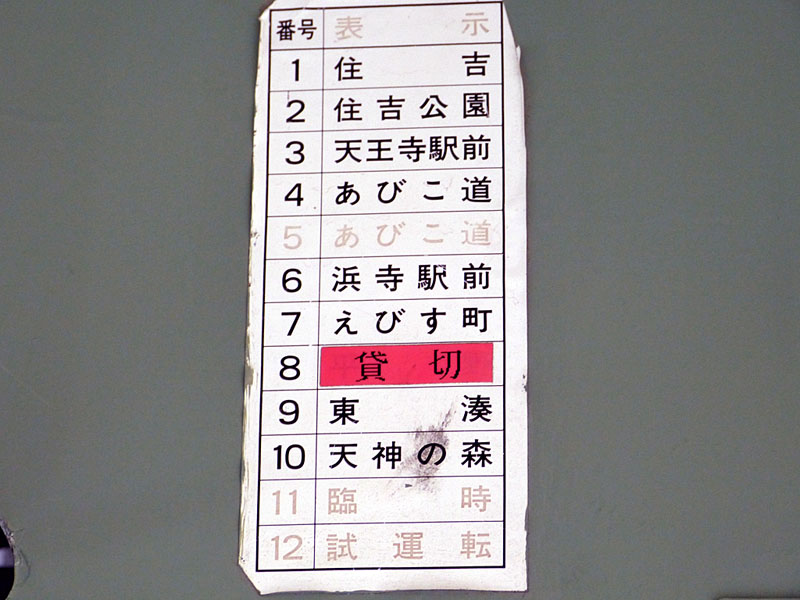 番号 表示
1 住吉
2 住吉公園
3 天王寺駅前
4 あびこ道
5 あびこ道
6 浜寺駅前
7 えびす町
8 貸切
9 東湊
10 天神の森
11 臨時
12 試運転